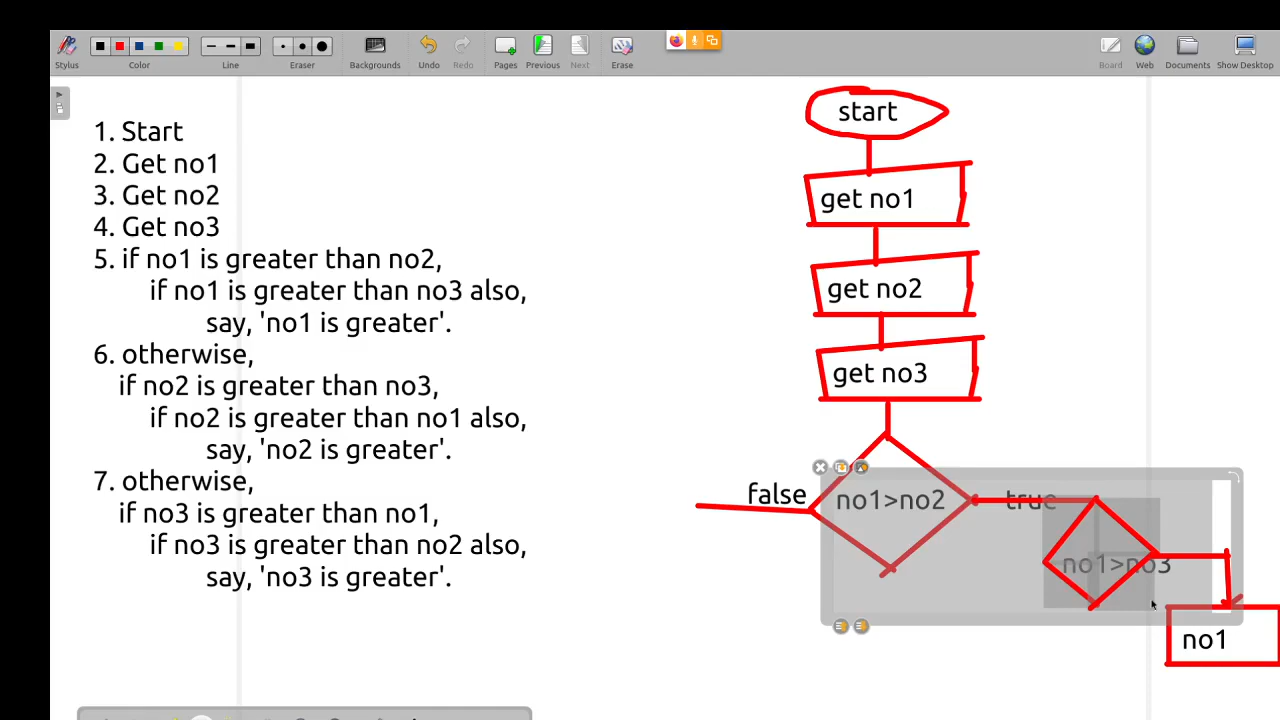 Stylus Color Line Eraser Backgrounds Undo Redo Pages Previous Next Erase Board Web Documents Show Desktop
1. Start
2. Get no1
3. Get no2
4. Get no3
5. if no1 is greater than no2,
if no1 is greater than no3 also,
say, 'no1 is greater'.
6. otherwise,
if no2 is greater than no3,
if no2 is greater than no1 also,
say, 'no2 is greater'.
7. otherwise,
if no3 is greater than no1,
if no3 is greater than no2 also,
say, 'no3 is greater'.
start
get no1
get no2
get no3
false no1>no2 true
no1>no3
no1